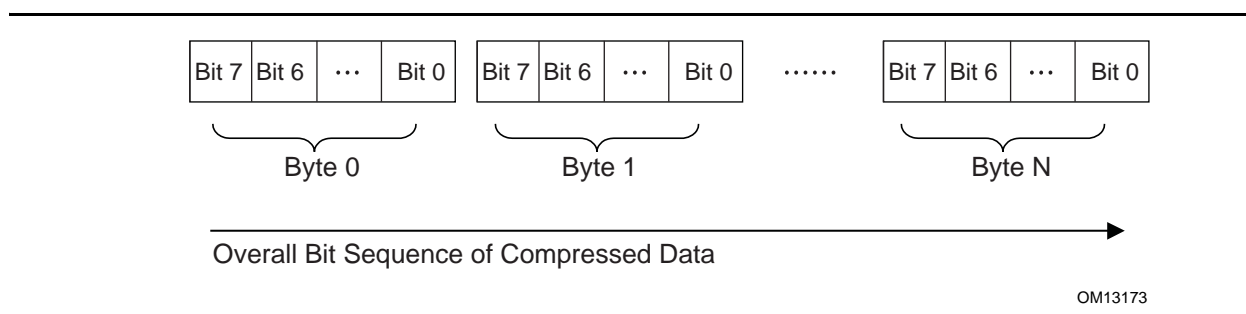 Bit 7 Bit 6 ··· Bit 0 Bit 7 Bit 6 ··· Bit 0 ······ Bit 7 Bit 6 ··· Bit 0
Byte 0 Byte 1 Byte N
Overall Bit Sequence of Compressed Data
OM13173